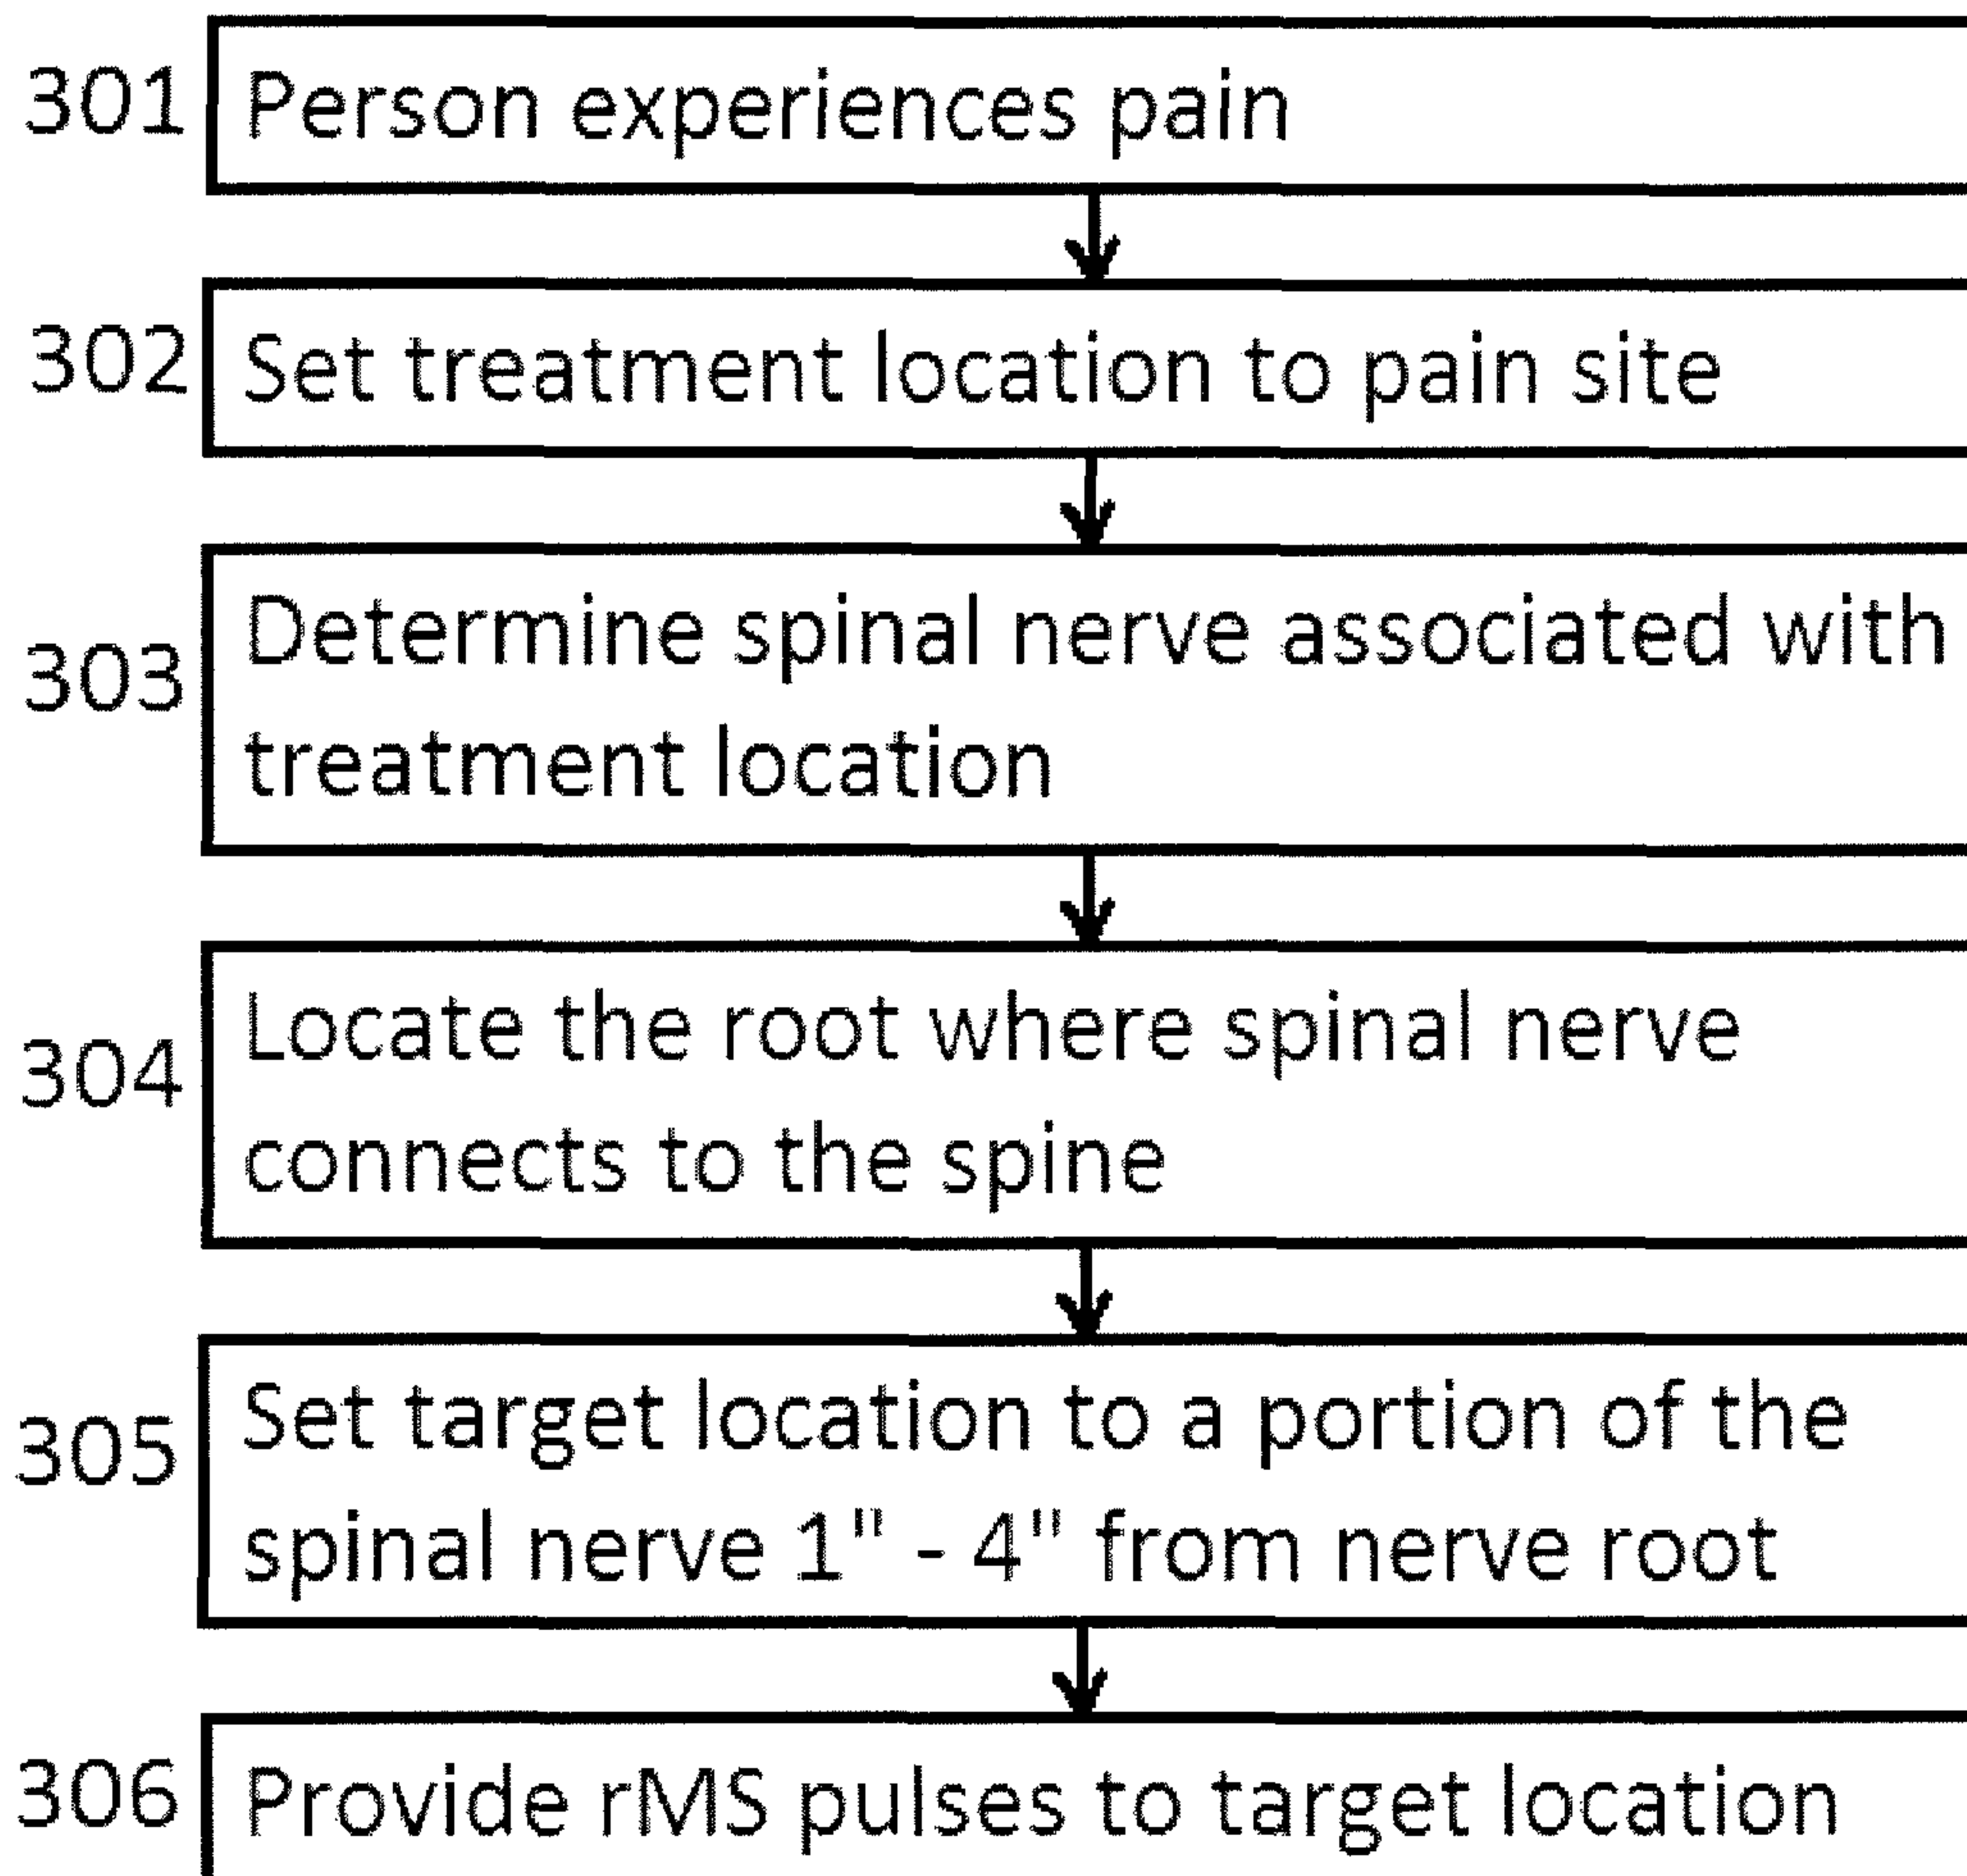 301 Person experiences pain
302 Set treatment location to pain site
303 Determine spinal nerve associated with
treatment location
304 Locate the root where spinal nerve
connects to the spine
305 Set target location to a portion of the
spinal nerve 1" - 4" from nerve root
306 Provide rMS pulses to target location